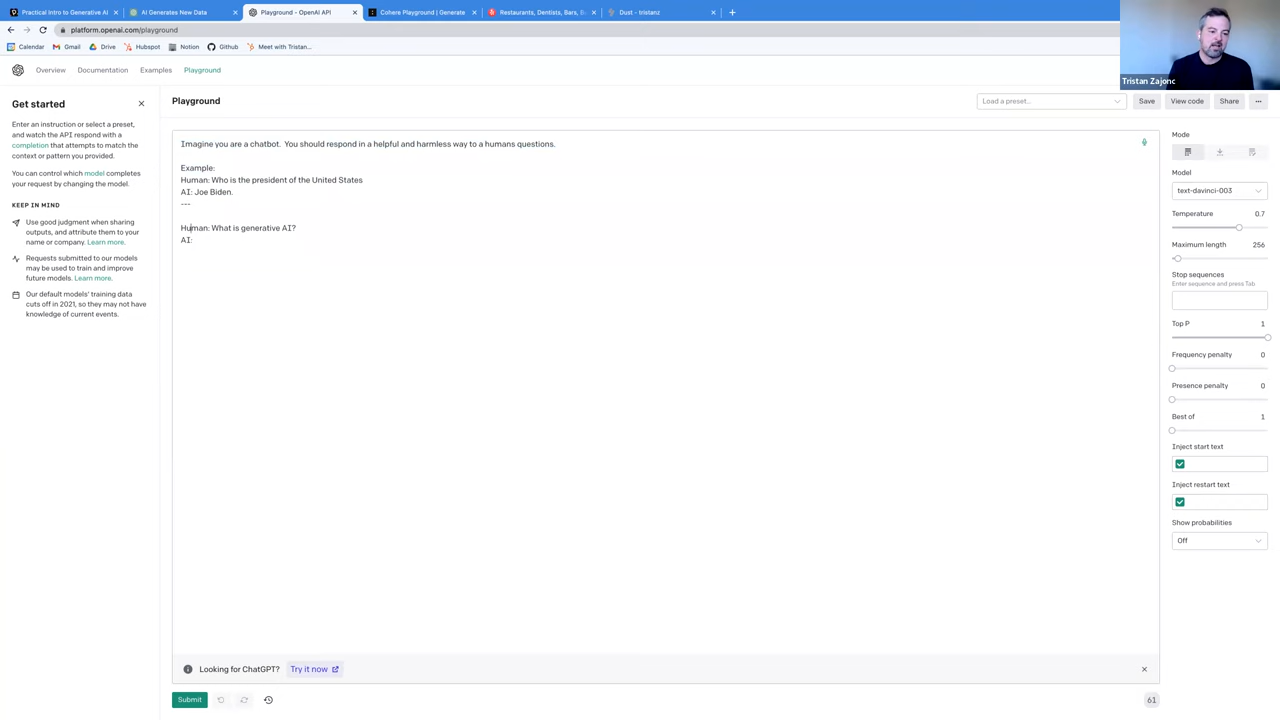 Practical Intro to Generative AI
AI Generates New Data
Playground - OpenAI API
Cohere Playground | Generate
Restaurants, Dentists, Bars, B
Dust - tristanz
platform.openai.com/playground
Calendar
Gmail
Drive
Hubspot
Notion
Github
Meet with Tristan...
Tristan Zajonc
Overview
Documentation
Examples
Playground
Get started
Enter an instruction or select a preset,
and watch the API respond with a
completion that attempts to match the
context or pattern you provided.
You can control which model completes
your request by changing the model.
KEEP IN MIND
Use good judgment when sharing
outputs, and attribute them to your
name or company. Learn more.
Requests submitted to our models
may be used to train and improve
future models. Learn more.
Our default models' training data
cuts off in 2021, so they may not have
knowledge of current events.
Playground
Load a preset...
Save
View code
Share
Imagine you are a chatbot. You should respond in a helpful and harmless way to a humans questions.
Example:
Human: Who is the president of the United States
AI: Joe Biden.
---
Human: What is generative AI?
AI:
Looking for ChatGPT?
Try it now
Submit
61
Mode
Model
text-davinci-003
Temperature 0.7
Maximum length 256
Stop sequences
Enter sequence and press Tab
Top P 1
Frequency penalty 0
Presence penalty 0
Best of 1
Inject start text
Inject restart text
Show probabilities
Off